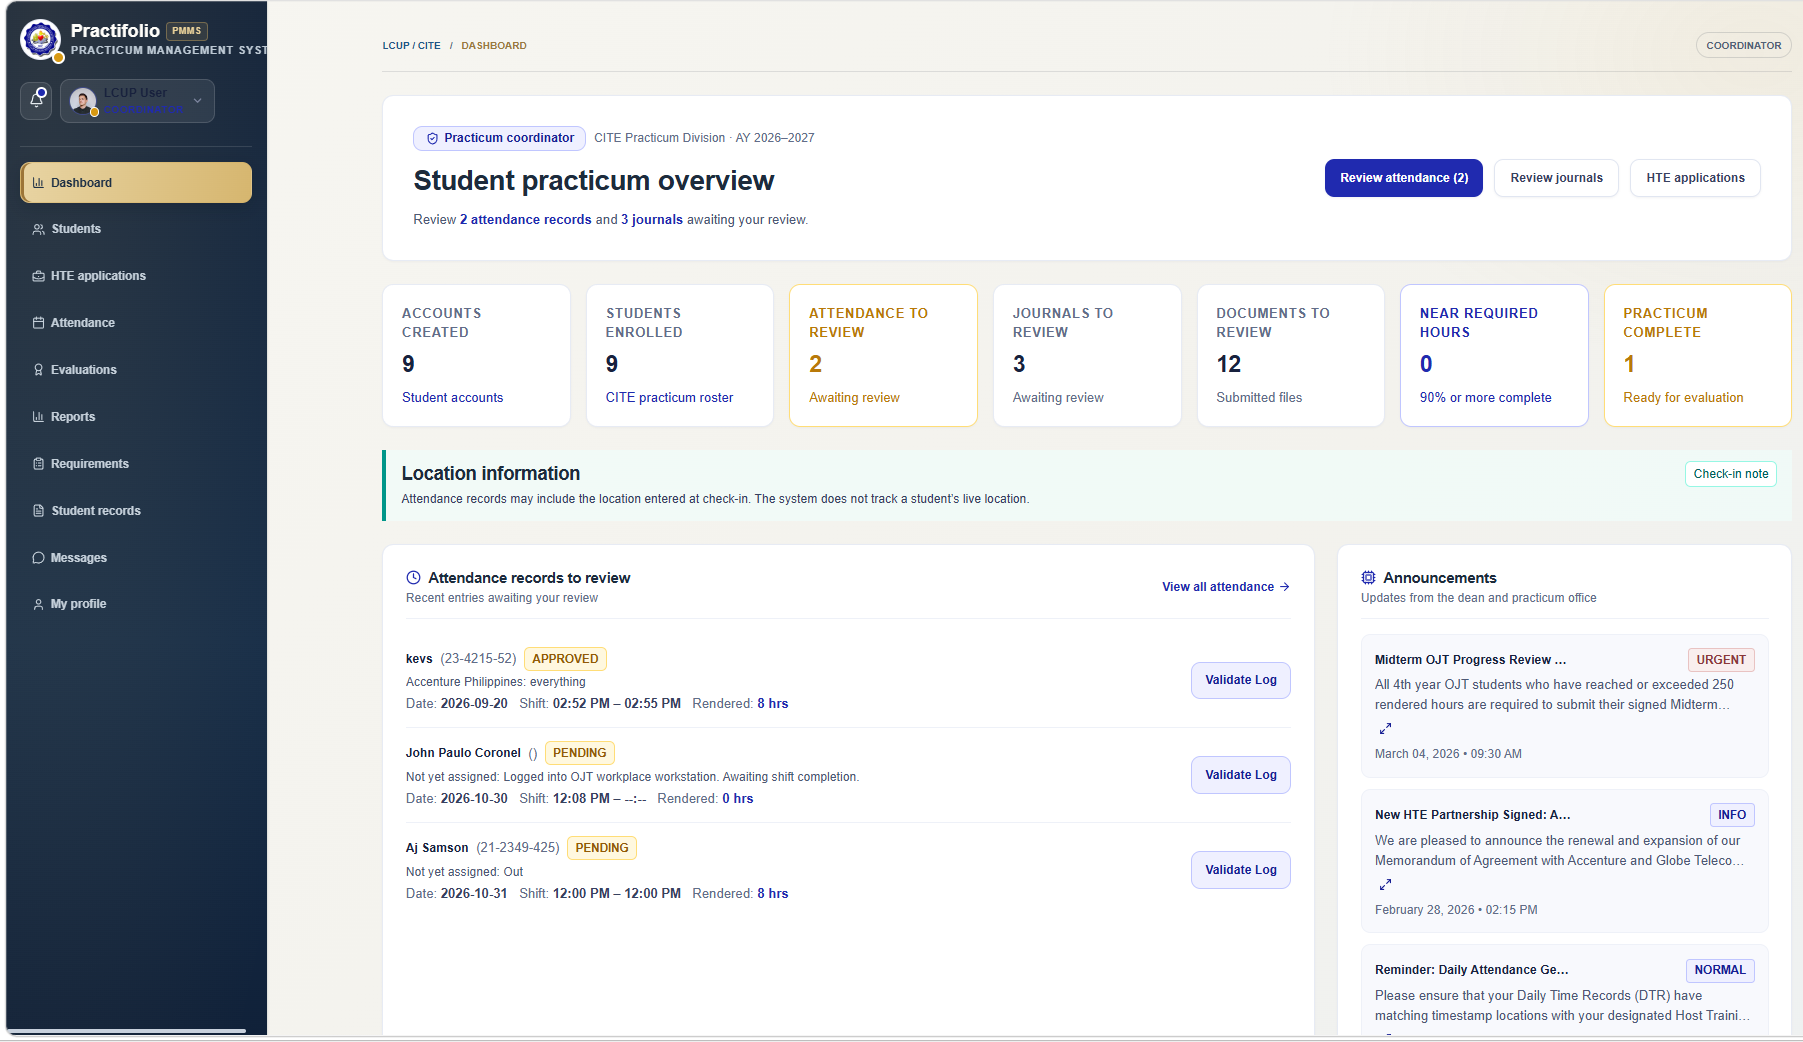 Practifolio PMMS
PRACTICUM MANAGEMENT SYST
LCUP User
COORDINATOR
Dashboard
Students
HTE applications
Attendance
Evaluations
Reports
Requirements
Student records
Messages
My profile
LCUP / CITE / DASHBOARD
COORDINATOR
Practicum coordinator CITE Practicum Division · AY 2026–2027
Student practicum overview
Review 2 attendance records and 3 journals awaiting your review.
Review attendance (2)
Review journals
HTE applications
ACCOUNTS
CREATED
9
Student accounts
STUDENTS
ENROLLED
9
CITE practicum roster
ATTENDANCE TO
REVIEW
2
Awaiting review
JOURNALS TO
REVIEW
3
Awaiting review
DOCUMENTS TO
REVIEW
12
Submitted files
NEAR REQUIRED
HOURS
0
90% or more complete
PRACTICUM
COMPLETE
1
Ready for evaluation
Location information
Attendance records may include the location entered at check-in. The system does not track a student's live location.
Check-in note
Attendance records to review
Recent entries awaiting your review
View all attendance →
kevs (23-4215-52) APPROVED
Accenture Philippines: everything
Date: 2026-09-20 Shift: 02:52 PM – 02:55 PM Rendered: 8 hrs
Validate Log
John Paulo Coronel () PENDING
Not yet assigned: Logged into OJT workplace workstation. Awaiting shift completion.
Date: 2026-10-30 Shift: 12:08 PM – --:-- Rendered: 0 hrs
Validate Log
Aj Samson (21-2349-425) PENDING
Not yet assigned: Out
Date: 2026-10-31 Shift: 12:00 PM – 12:00 PM Rendered: 8 hrs
Validate Log
Announcements
Updates from the dean and practicum office
Midterm OJT Progress Review ... URGENT
All 4th year OJT students who have reached or exceeded 250
rendered hours are required to submit their signed Midterm...
March 04, 2026 • 09:30 AM
New HTE Partnership Signed: A... INFO
We are pleased to announce the renewal and expansion of our
Memorandum of Agreement with Accenture and Globe Teleco...
February 28, 2026 • 02:15 PM
Reminder: Daily Attendance Ge... NORMAL
Please ensure that your Daily Time Records (DTR) have
matching timestamp locations with your designated Host Traini...